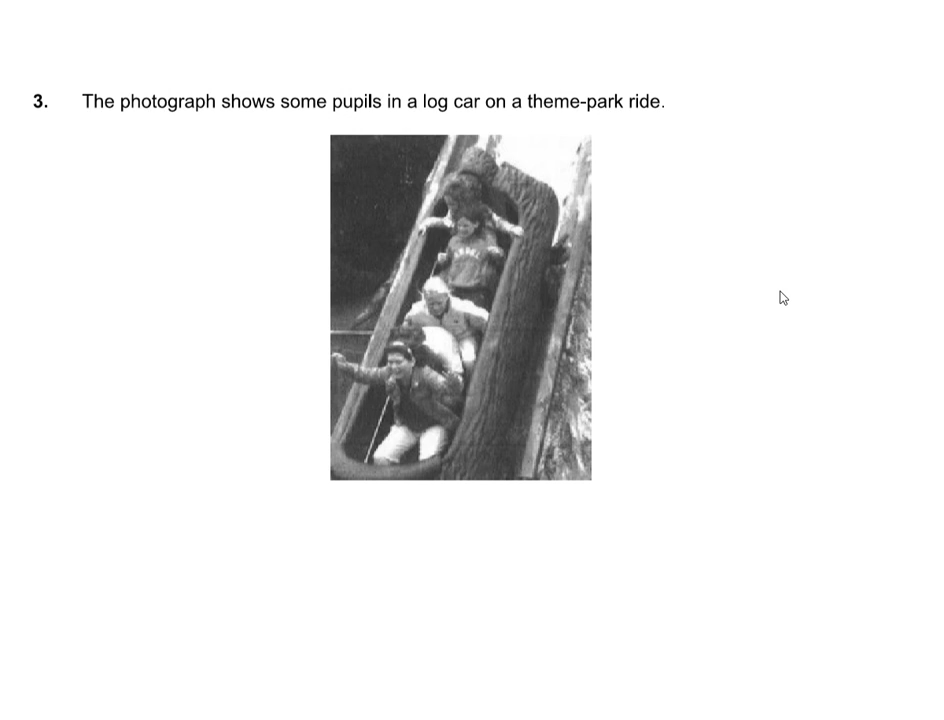 3. The photograph shows some pupils in a log car on a theme-park ride.